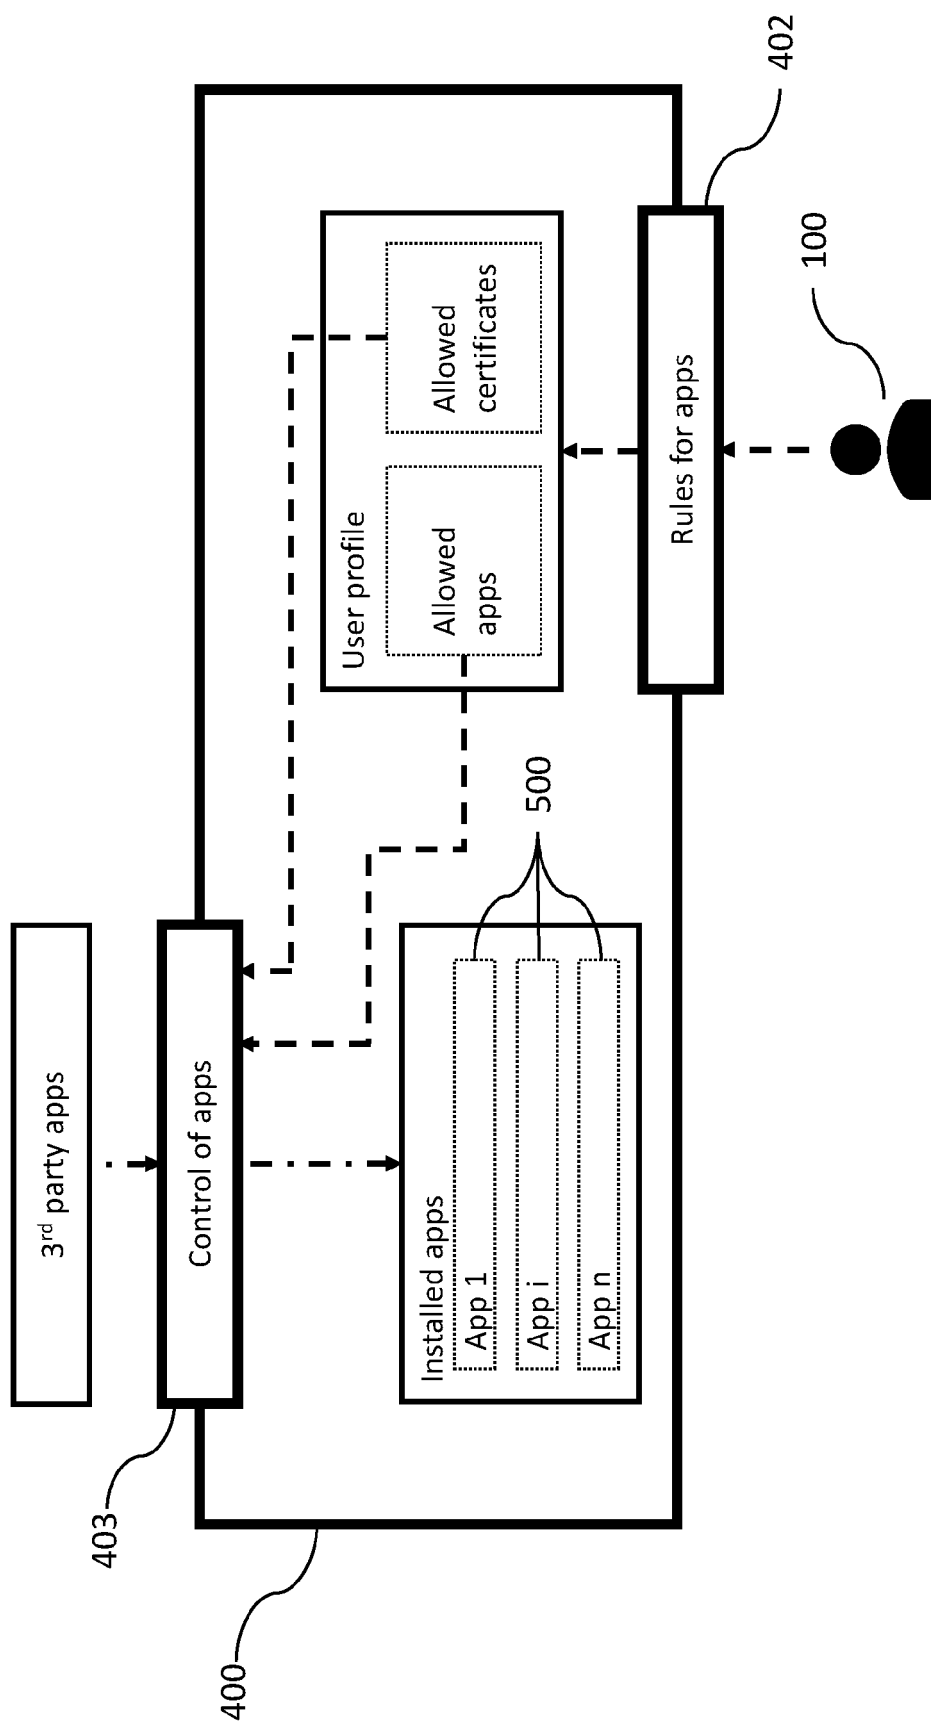 3rd party apps
403
Control of apps
400
Installed apps
App 1
App i
App n
500
User profile
Allowed
apps
Allowed
certificates
Rules for apps
402
100